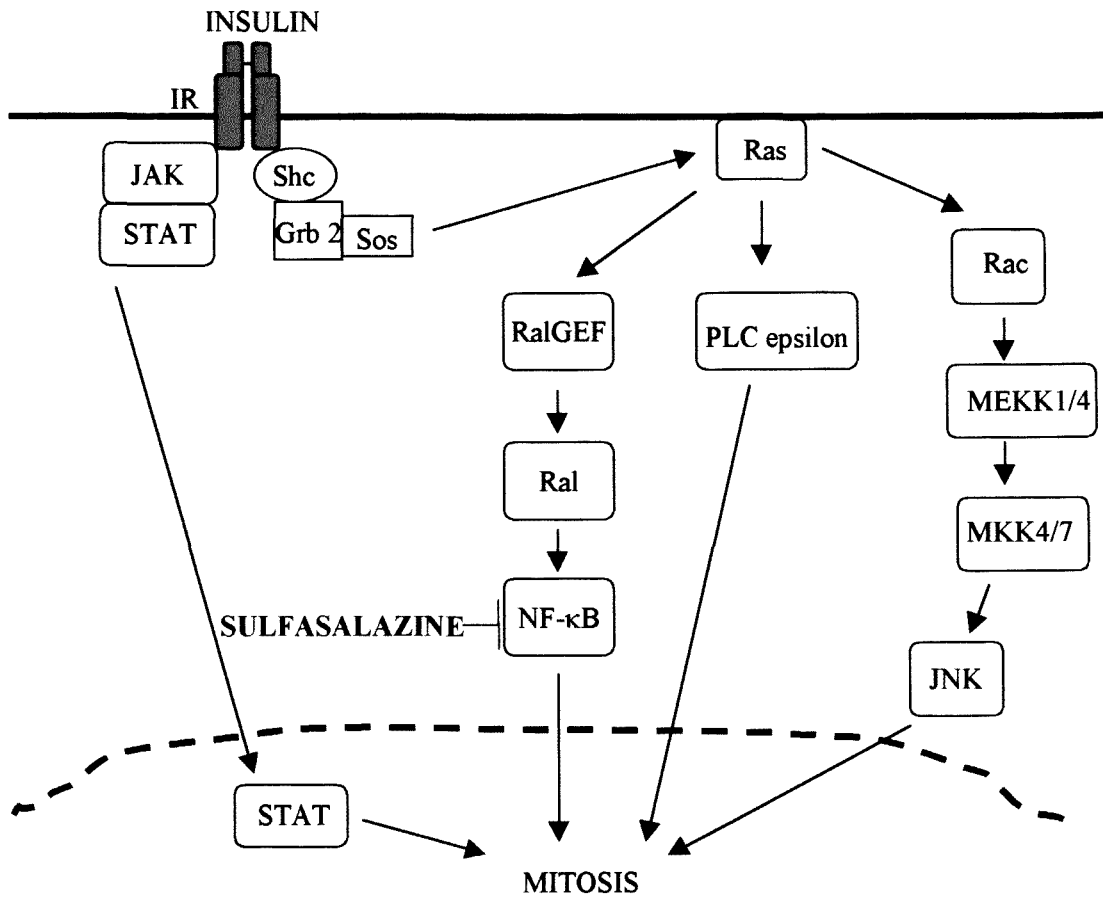 INSULIN
IR
JAK
Shc
Ras
STAT
Grb 2
Sos
Rac
RalGEF
PLC epsilon
MEKK1/4
Ral
MKK4/7
SULFASALAZINE
NF-κB
JNK
STAT
MITOSIS